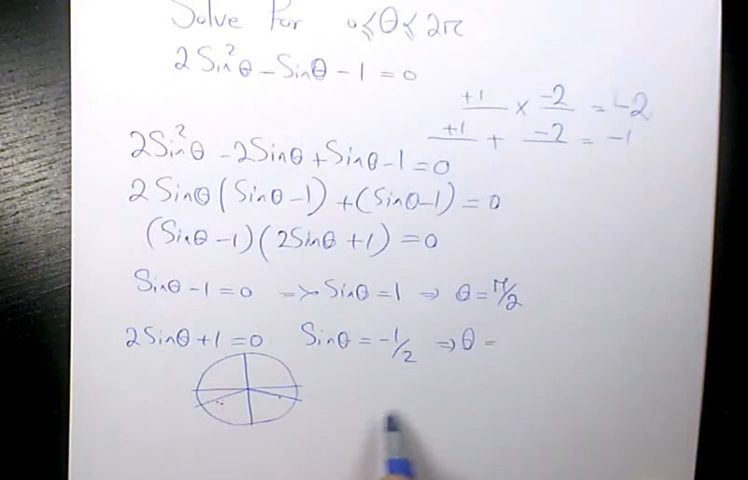 Solve For 0⩽θ⩽2π
2Sin²θ - Sinθ - 1 = 0
+1 × -2 = -2
+1 + -2 = -1
2Sin²θ - 2Sinθ + Sinθ - 1 = 0
2Sinθ(Sinθ - 1) + (Sinθ - 1) = 0
(Sinθ - 1)(2Sinθ + 1) = 0
Sinθ - 1 = 0 → Sinθ = 1 ⇒ θ = π/2
2Sinθ + 1 = 0 Sinθ = -1/2 ⇒ θ =